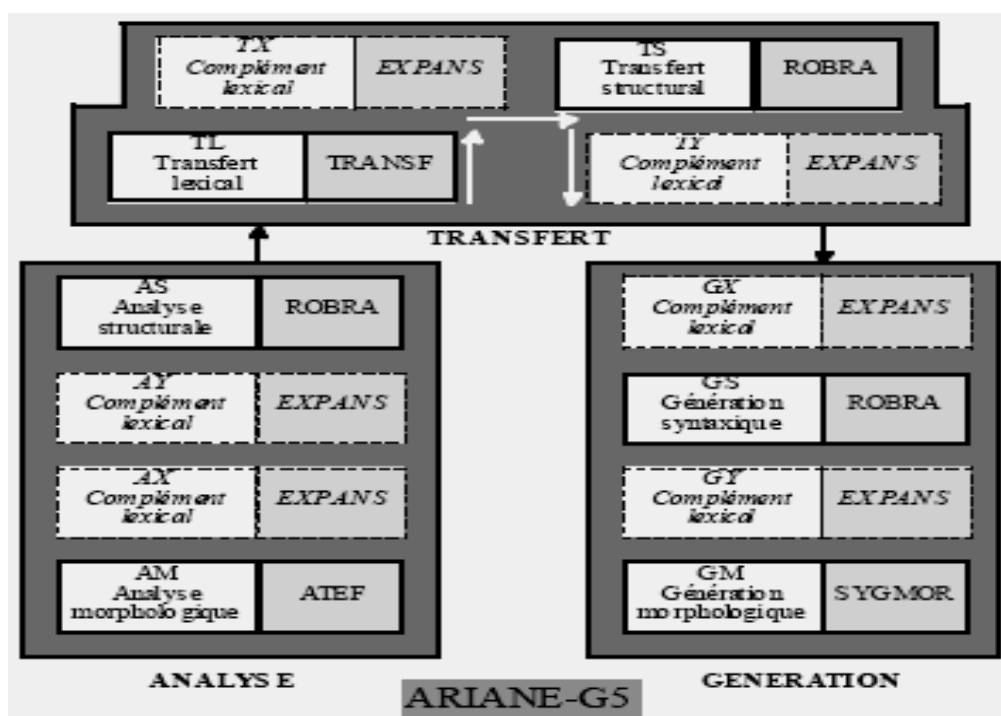 TX
Complément
lexical
EXPANS
TS
Transfert
structural
ROBRA
TL
Transfert
lexical
TRANSF
TY
Complément
lexical
EXPANS
TRANSFERT
AS
Analyse
structurale
ROBRA
AY
Complément
lexical
EXPANS
AX
Complément
lexical
EXPANS
AM
Analyse
morphologique
ATEF
ANALYSE
GX
Complément
lexical
EXPANS
GS
Génération
syntaxique
ROBRA
GY
Complément
lexical
EXPANS
GM
Génération
morphologique
SYGMOR
GENERATION
ARIANE-G5